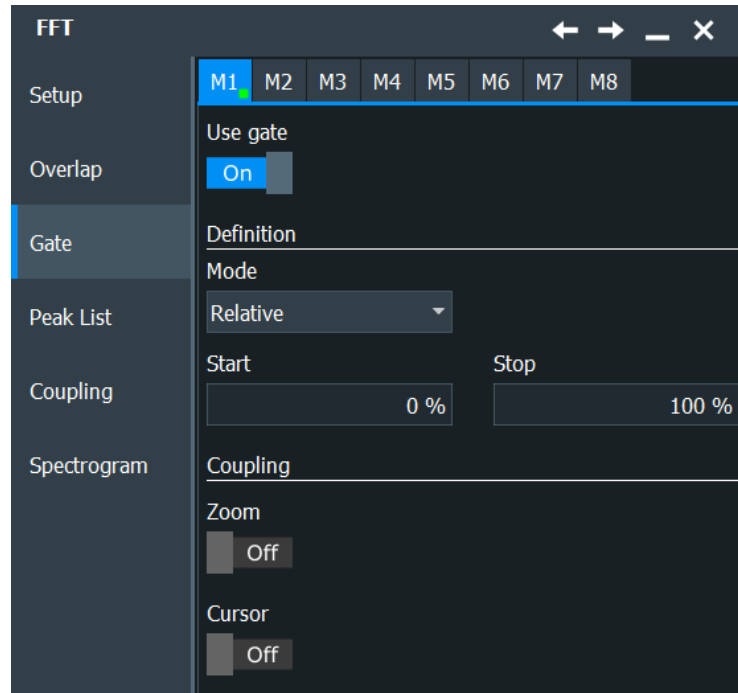 FFT
Setup
Overlap
Gate
Peak List
Coupling
Spectrogram
M1 M2 M3 M4 M5 M6 M7 M8
Use gate
On
Definition
Mode
Relative
Start Stop
0 % 100 %
Coupling
Zoom
Off
Cursor
Off